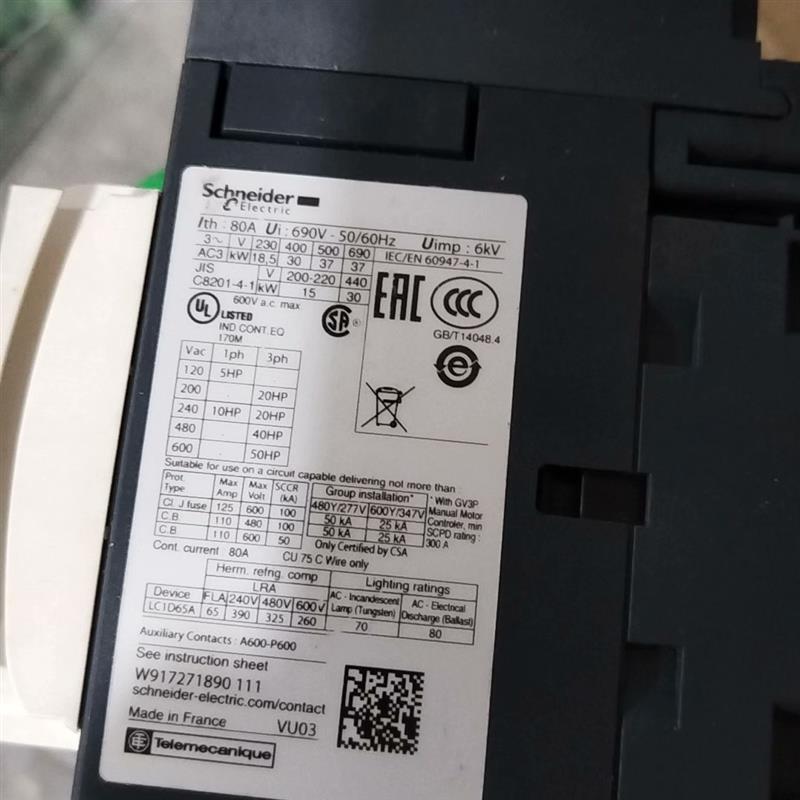 Schneider
Electric
Ith : 80A Ui : 690V - 50/60Hz Uimp : 6kV
3~ V 230 400 500 690
AC3 kW 18,5 30 37 37
IEC/EN 60947-4-1
JIS V 200-220 440
C8201-4-1 kW 15 30
600V a.c. max
EAC
CCC
GB/T14048.4
UL LISTED
IND CONT. EQ
170M
SA ®
e
Vac 1ph 3ph
120 5HP
200 20HP
240 10HP 20HP
480 40HP
600 50HP
Suitable for use on a circuit capable delivering not more than
Prot. Type Max Amp Max Volt SCCR (kA)
Cl. J fuse 125 600 100
C.B 110 480 100
C.B 110 600 50
Group installation*
480Y/277V 600Y/347V
50 kA 25 kA
50 kA 25 kA
Only Certified by CSA
* With GV3P
Manual Motor
Controler, min
SCPD rating :
300 A
Cont. current 80A CU 75 C Wire only
Herm. refng. comp
LRA
Device FLA 240V 480V 600V
LC1D65A 65 390 325 260
Lighting ratings
AC - Incandescent Lamp (Tungsten) AC - Electrical Discharge (Ballast)
70 80
Auxiliary Contacts : A600-P600
See instruction sheet
W917271890 111
schneider-electric.com/contact
Made in France VU03
Telemecanique